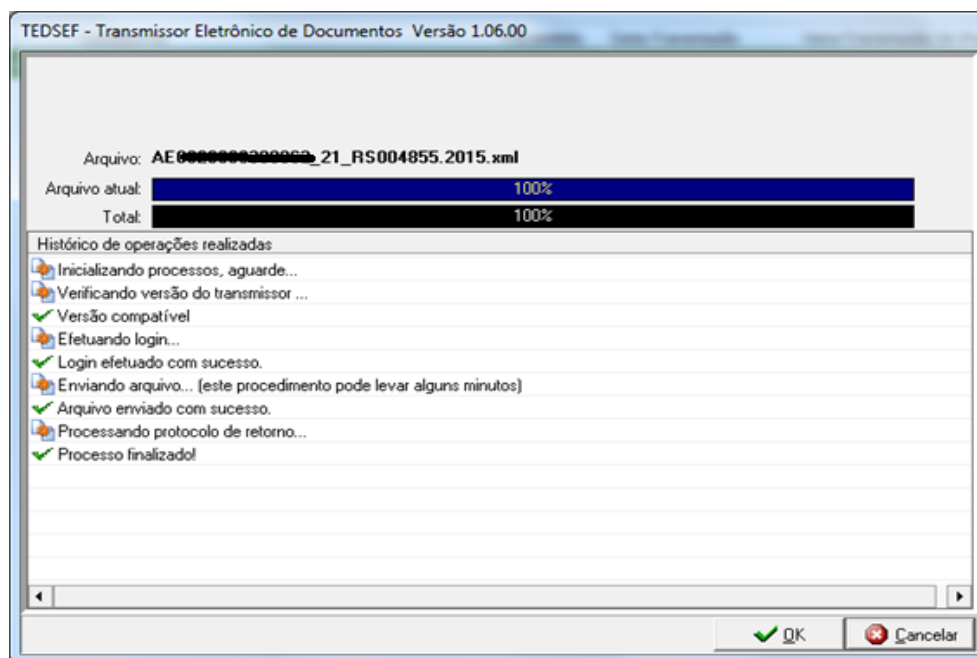 TEDSEF - Transmissor Eletrônico de Documentos Versão 1.06.00
Arquivo: AE _21_RS004855.2015.xml
Arquivo atual: 100%
Total: 100%
Histórico de operações realizadas
Inicializando processos, aguarde...
Verificando versão do transmissor ...
Versão compatível
Efetuando login...
Login efetuado com sucesso.
Enviando arquivo... (este procedimento pode levar alguns minutos)
Arquivo enviado com sucesso.
Processando protocolo de retorno...
Processo finalizado!
OK Cancelar